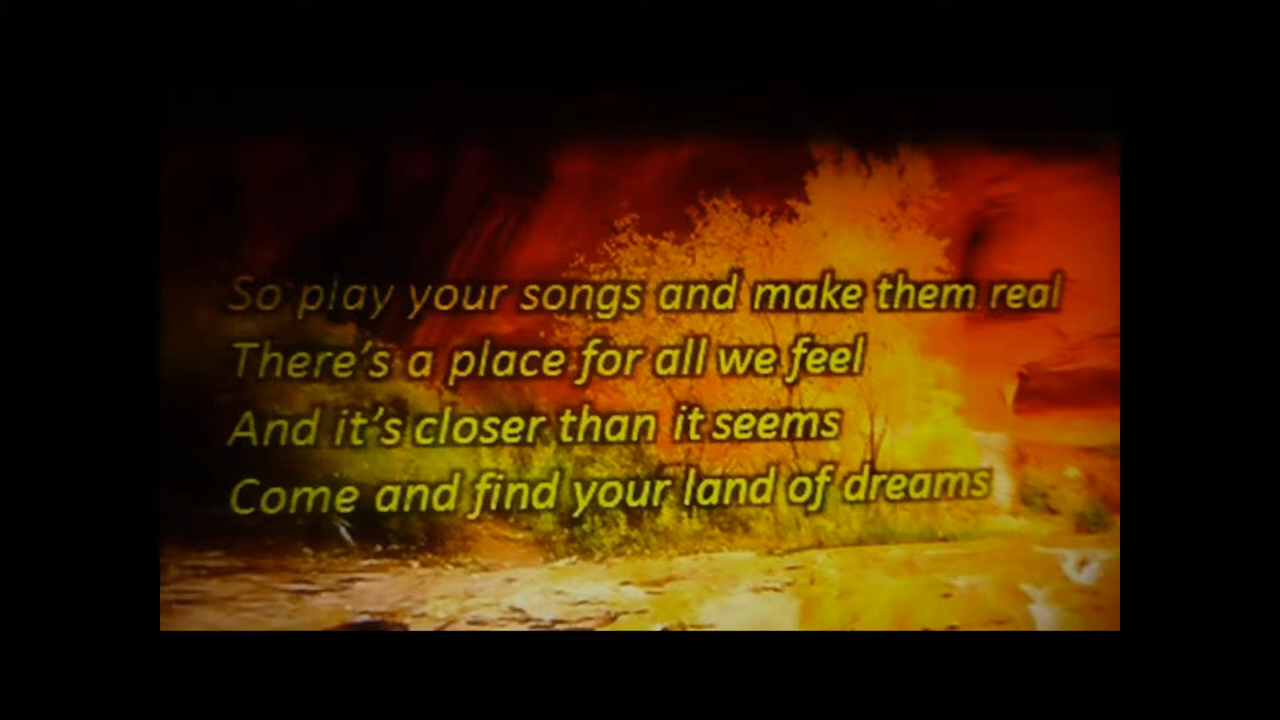 So play your songs and make them real
There's a place for all we feel
And it's closer than it seems
Come and find your land of dreams